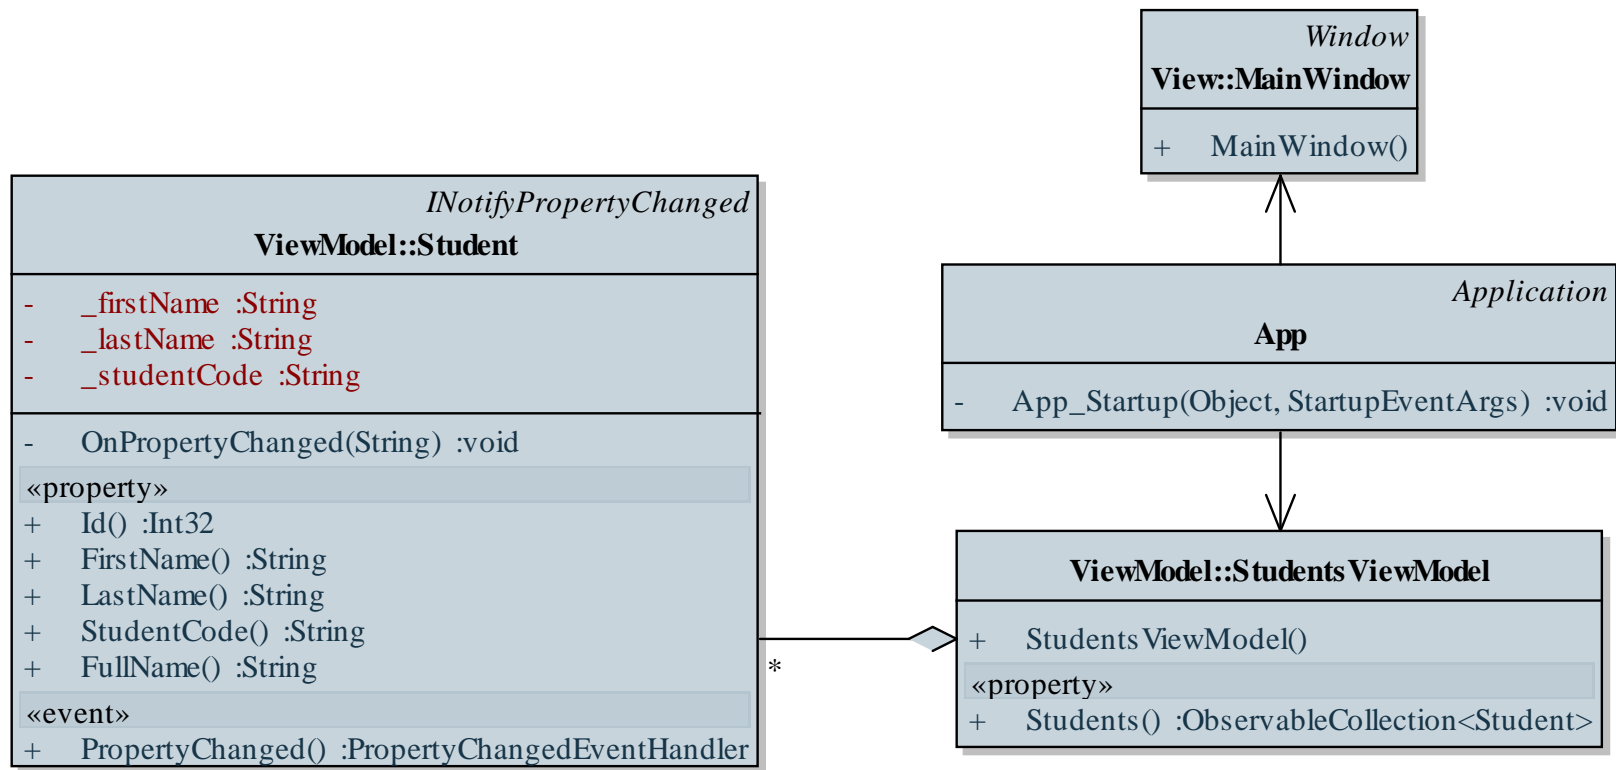 Window
View::MainWindow
+ MainWindow()
INotifyPropertyChanged
ViewModel::Student
- _firstName :String
- _lastName :String
- _studentCode :String
- OnPropertyChanged(String) :void
«property»
+ Id() :Int32
+ FirstName() :String
+ LastName() :String
+ StudentCode() :String
+ FullName() :String
«event»
+ PropertyChanged() :PropertyChangedEventHandler
Application
App
- App_Startup(Object, StartupEventArgs) :void
ViewModel::StudentsViewModel
+ StudentsViewModel()
«property»
+ Students() :ObservableCollection<Student>
*